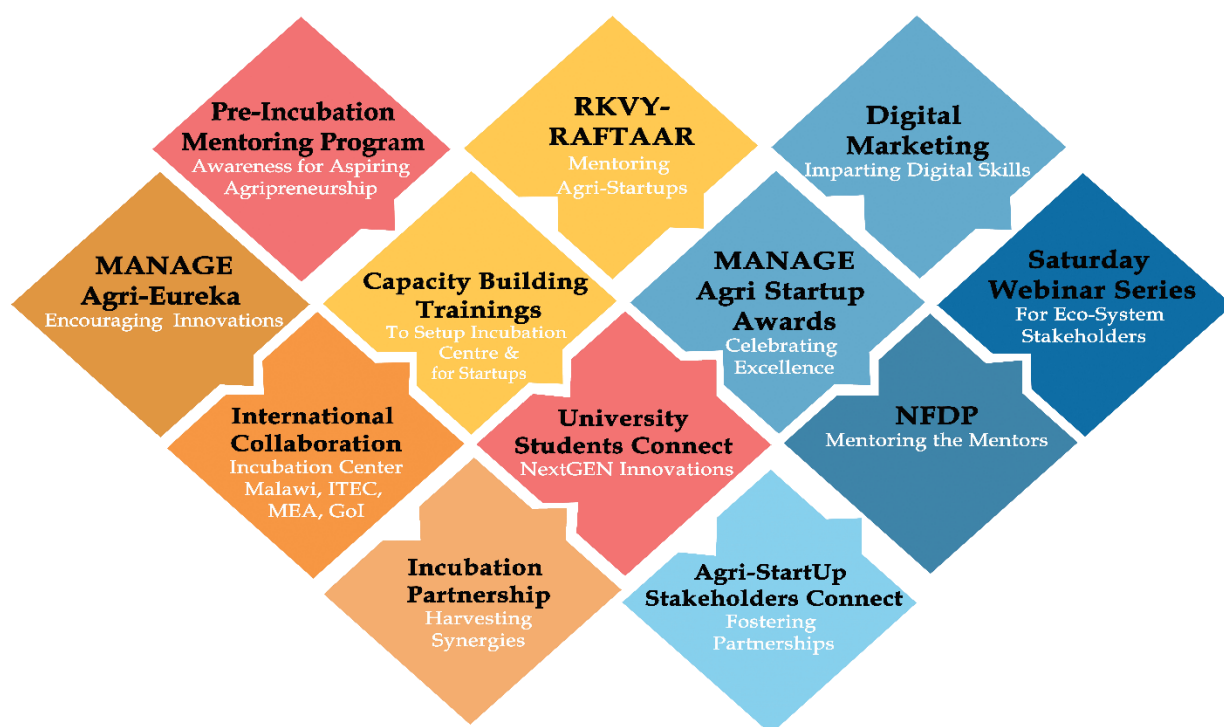 Pre-Incubation
Mentoring Program
Awareness for Aspiring
Agripreneurship
RKVY-
RAFTAAR
Mentoring
Agri-Startups
Digital
Marketing
Imparting Digital Skills
MANAGE
Agri-Eureka
Encouraging Innovations
Capacity Building
Trainings
To Setup Incubation
Centre &
for Startups
MANAGE
Agri Startup
Awards
Celebrating
Excellence
Saturday
Webinar Series
For Eco-System
Stakeholders
International
Collaboration
Incubation Center
Malawi, ITEC,
MEA, GoI
University
Students Connect
NextGEN Innovations
NFDP
Mentoring the Mentors
Incubation
Partnership
Harvesting
Synergies
Agri-StartUp
Stakeholders Connect
Fostering
Partnerships